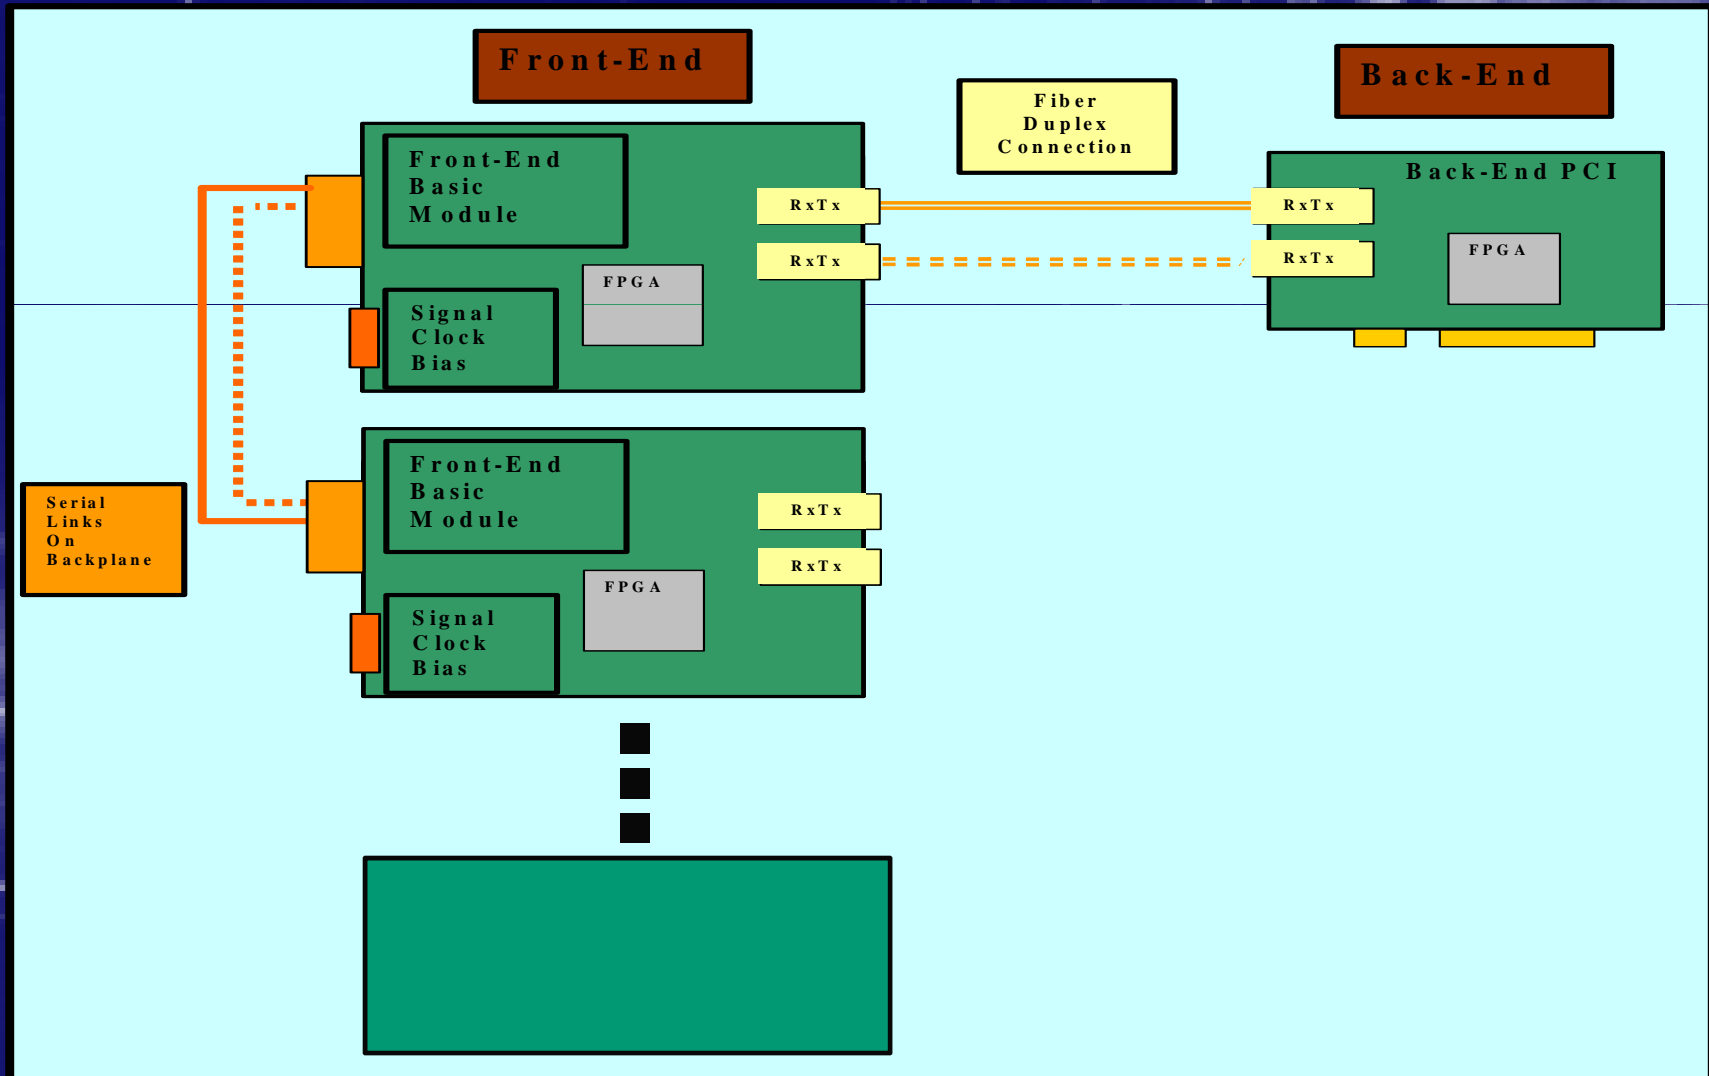 Front-End
Back-End
Fiber
Duplex
Connection
Front-End
Basic
Module
RxTx
RxTx
FPGA
Signal
Clock
Bias
Back-End PCI
RxTx
RxTx
FPGA
Serial
Links
On
Backplane
Front-End
Basic
Module
RxTx
RxTx
FPGA
Signal
Clock
Bias